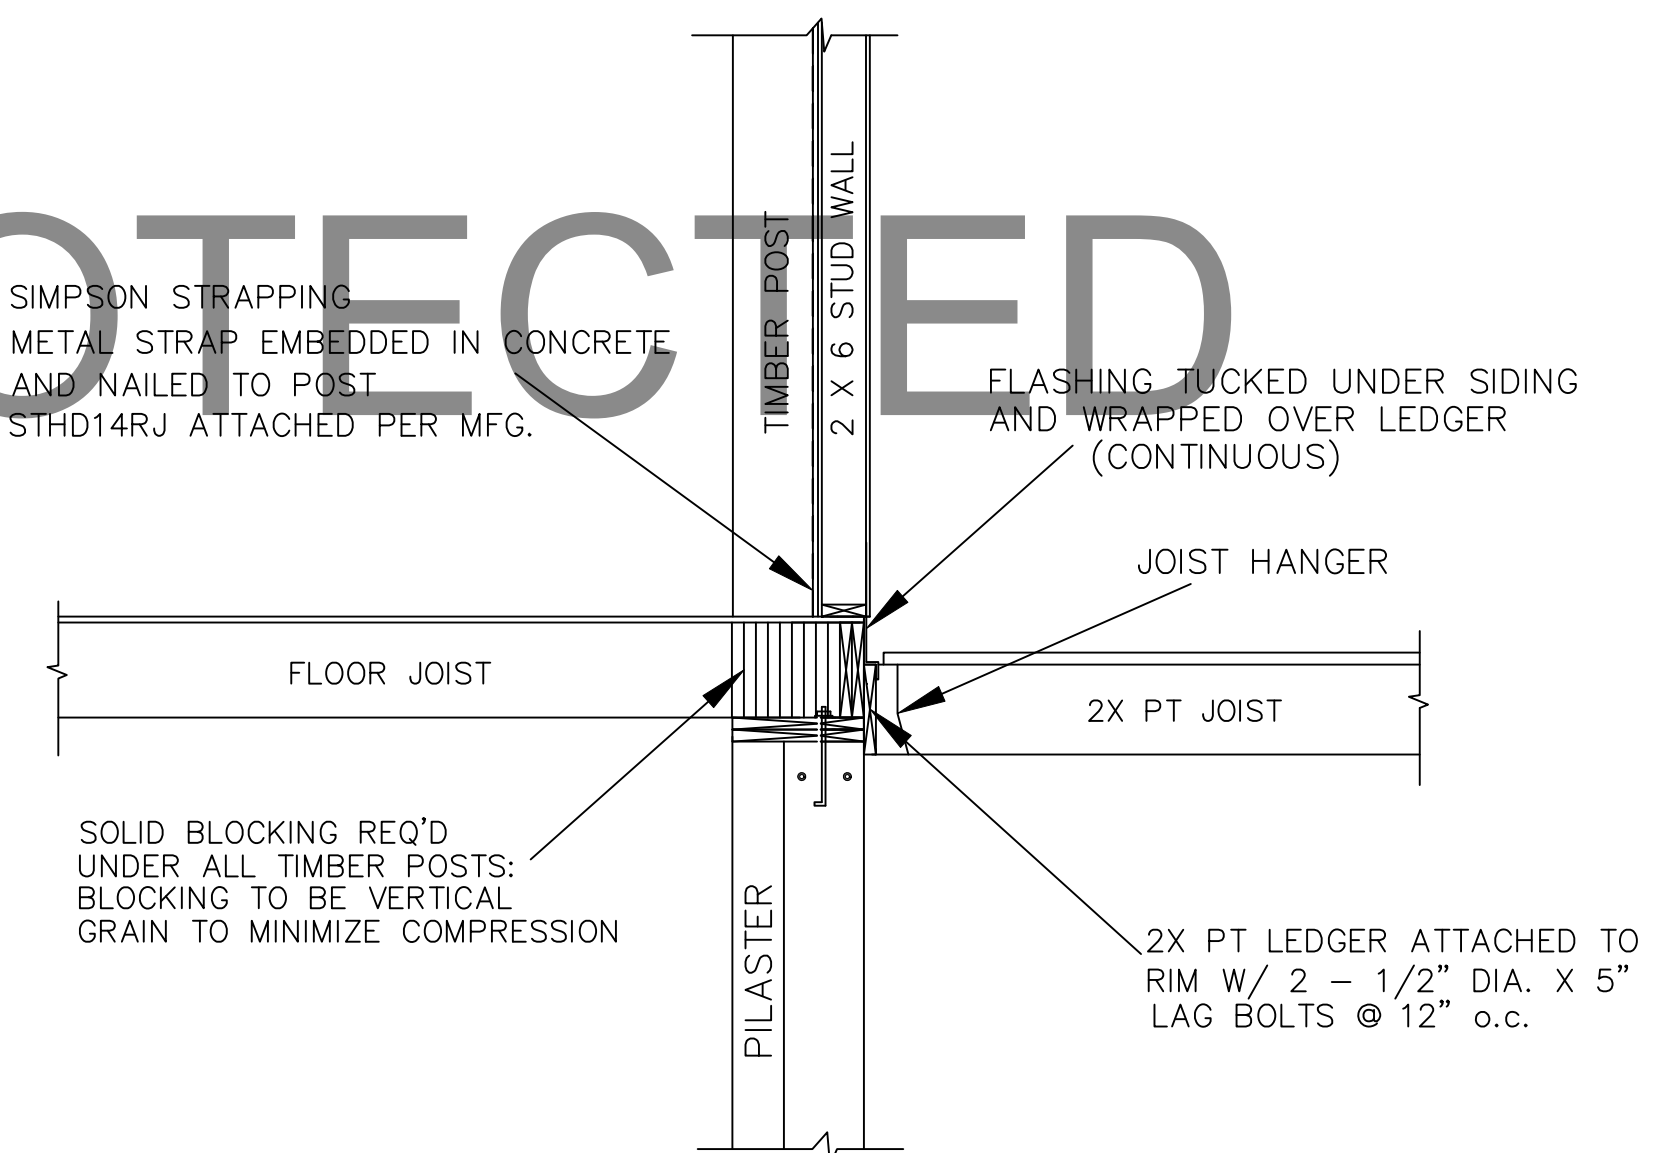 OTECTED
TIMBER POST
2 X 6 STUD WALL
SIMPSON STRAPPING
METAL STRAP EMBEDDED IN CONCRETE
AND NAILED TO POST
STHD14RJ ATTACHED PER MFG.
FLASHING TUCKED UNDER SIDING
AND WRAPPED OVER LEDGER
(CONTINUOUS)
JOIST HANGER
FLOOR JOIST
2X PT JOIST
SOLID BLOCKING REQ'D
UNDER ALL TIMBER POSTS:
BLOCKING TO BE VERTICAL
GRAIN TO MINIMIZE COMPRESSION
PILASTER
2X PT LEDGER ATTACHED TO
RIM W/ 2 – 1/2" DIA. X 5"
LAG BOLTS @ 12" o.c.